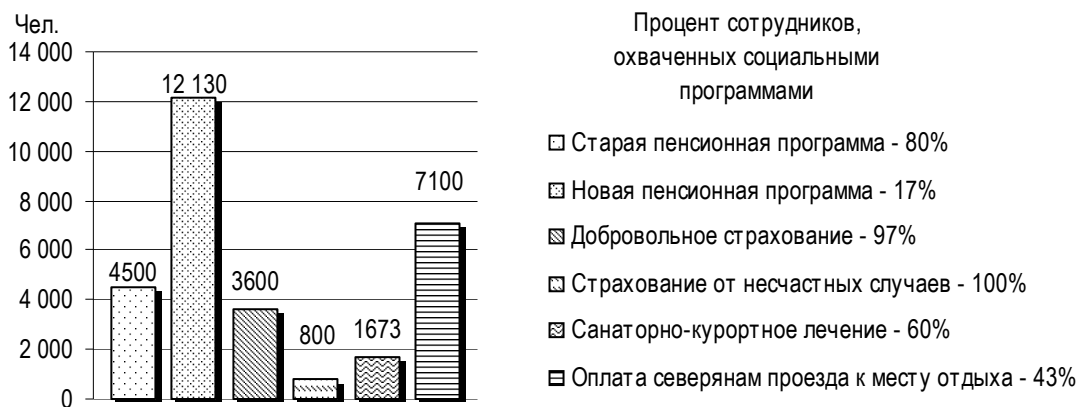 Чел.
14 000
12 000
10 000
8 000
6 000
4 000
2 000
0
4500
12 130
3600
800
1673
7100
Процент сотрудников,
охваченных социальными
программами
Старая пенсионная программа - 80%
Новая пенсионная программа - 17%
Добровольное страхование - 97%
Страхование от несчастных случаев - 100%
Санаторно-курортное лечение - 60%
Оплата северянам проезда к месту отдыха - 43%